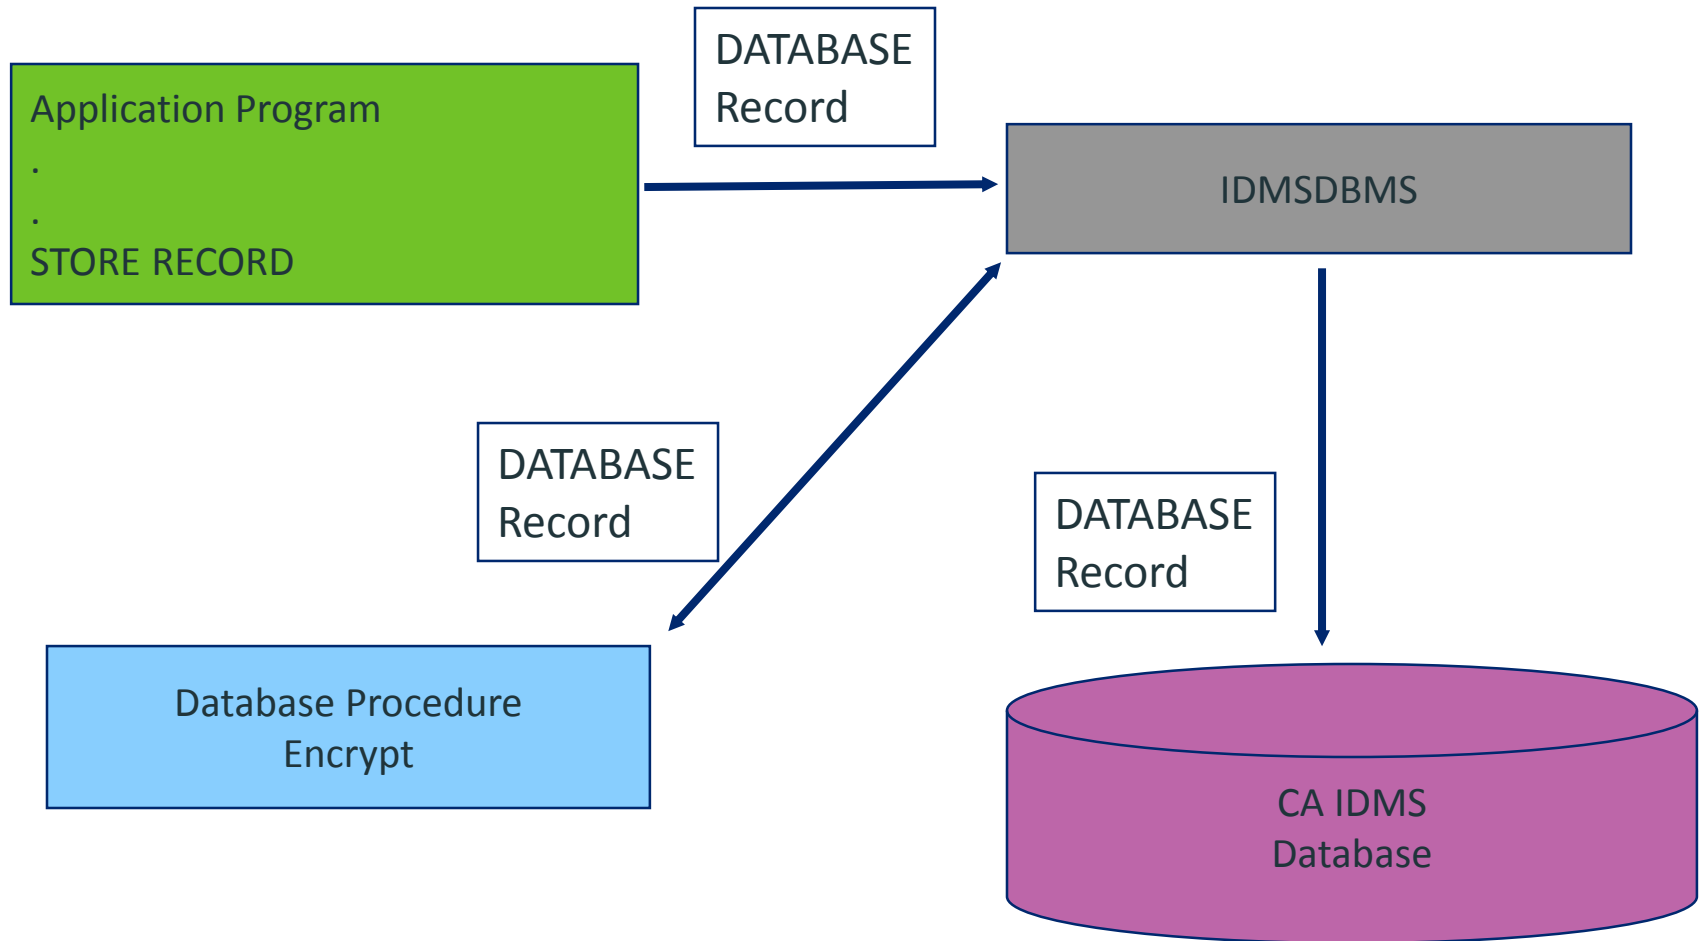 DATABASE
Record
Application Program
.
.
STORE RECORD
IDMSDBMS
DATABASE
Record
DATABASE
Record
Database Procedure
Encrypt
CA IDMS
Database